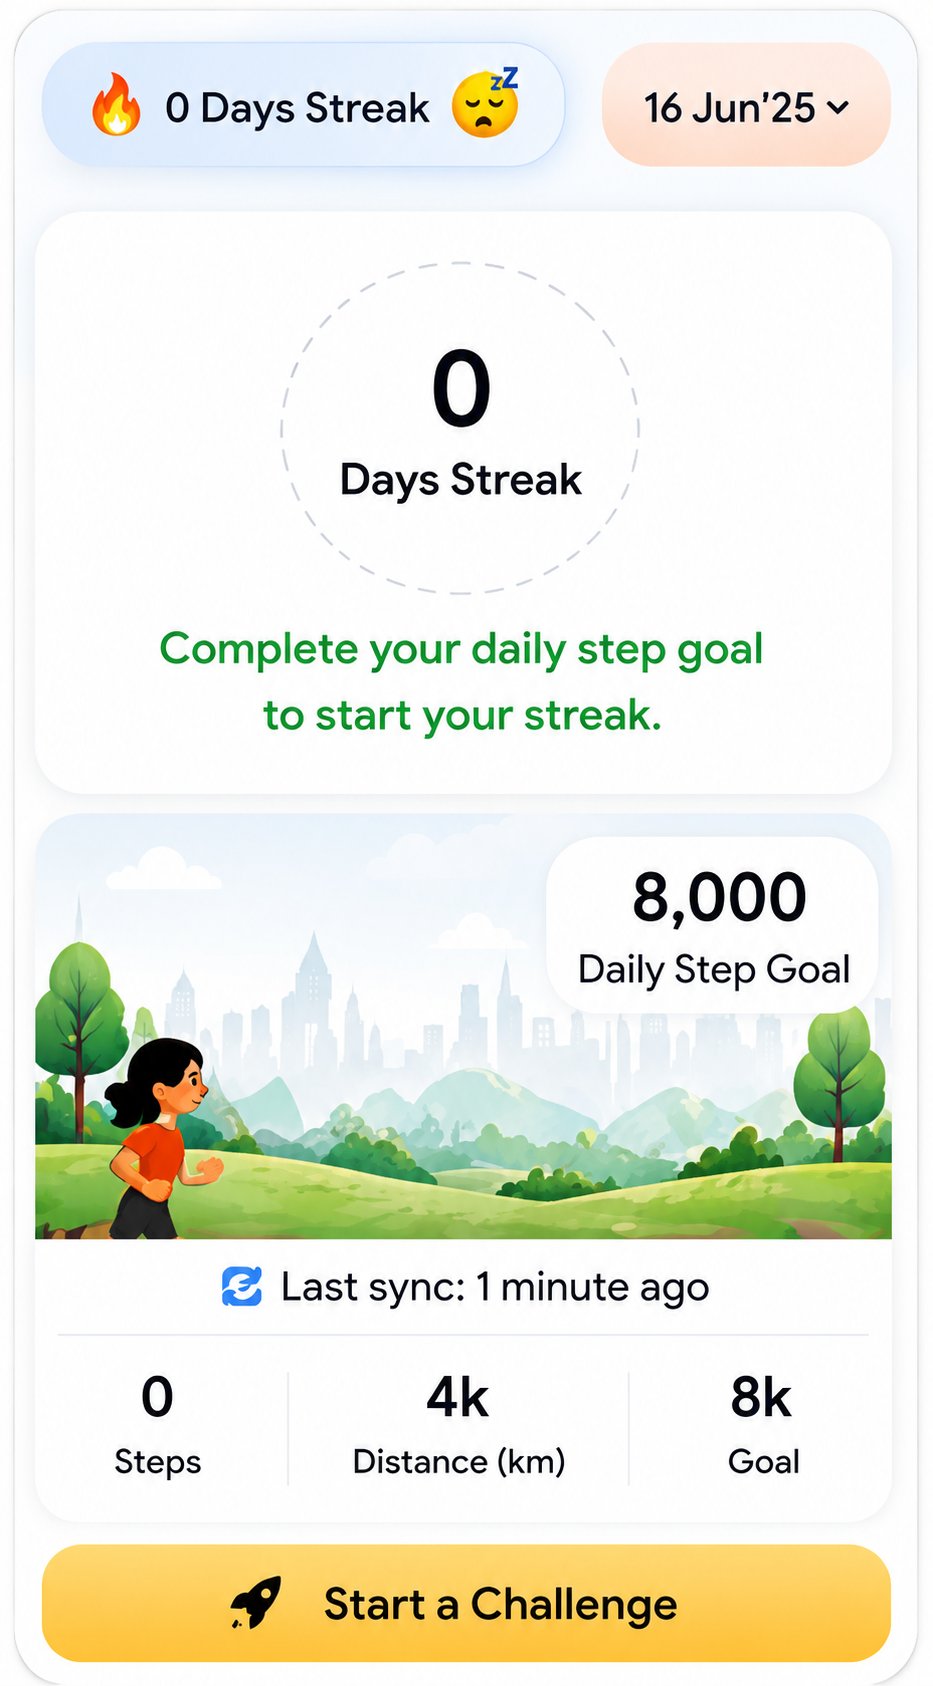 0 Days Streak
16 Jun’25
0
Days Streak
Complete your daily step goal
to start your streak.
8,000
Daily Step Goal
Last sync: 1 minute ago
0
Steps
4k
Distance (km)
8k
Goal
Start a Challenge